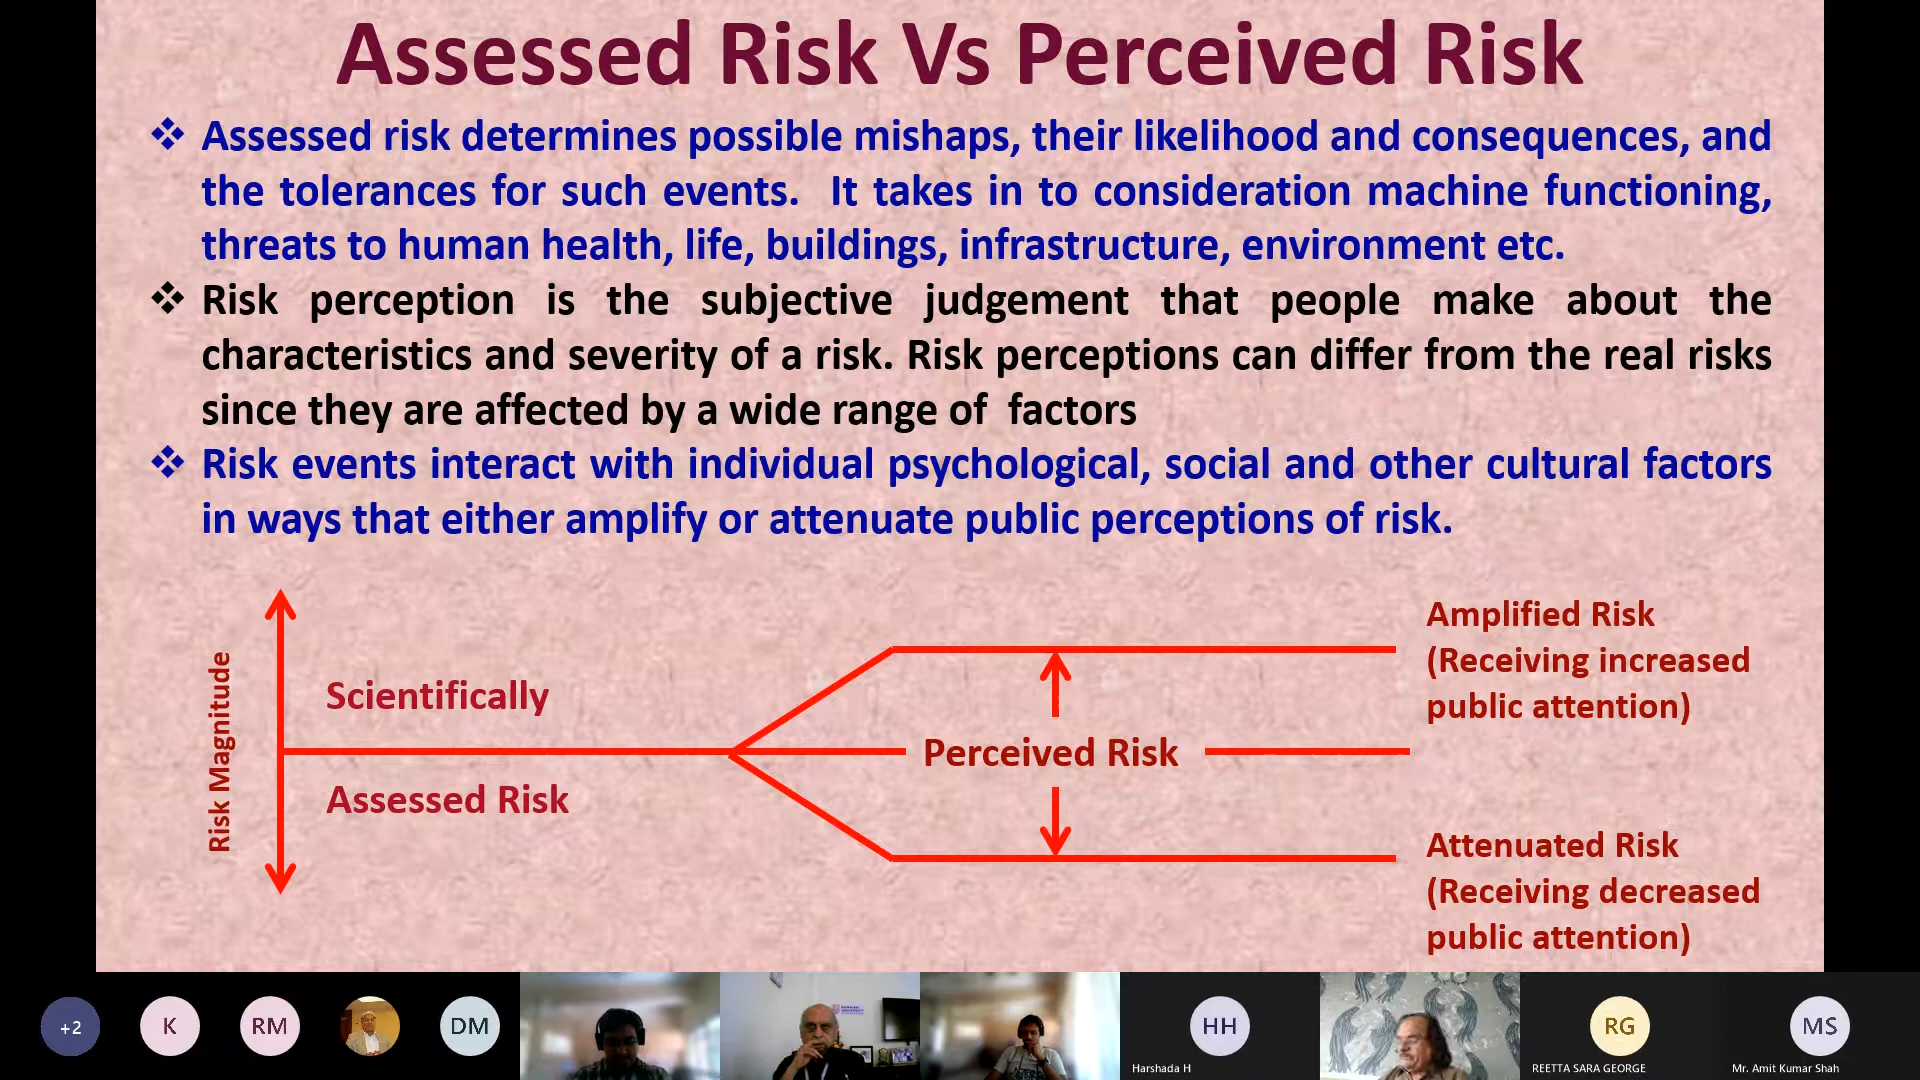 Assessed Risk Vs Perceived Risk
❖ Assessed risk determines possible mishaps, their likelihood and consequences, and
the tolerances for such events. It takes in to consideration machine functioning,
threats to human health, life, buildings, infrastructure, environment etc.
❖ Risk perception is the subjective judgement that people make about the
characteristics and severity of a risk. Risk perceptions can differ from the real risks
since they are affected by a wide range of factors
❖ Risk events interact with individual psychological, social and other cultural factors
in ways that either amplify or attenuate public perceptions of risk.
Risk Magnitude
Scientifically
Assessed Risk
Perceived Risk
Amplified Risk
(Receiving increased
public attention)
Attenuated Risk
(Receiving decreased
public attention)
+2
K
RM
DM
HH
Harshada H
RG
REETTA SARA GEORGE
MS
Mr. Amit Kumar Shah